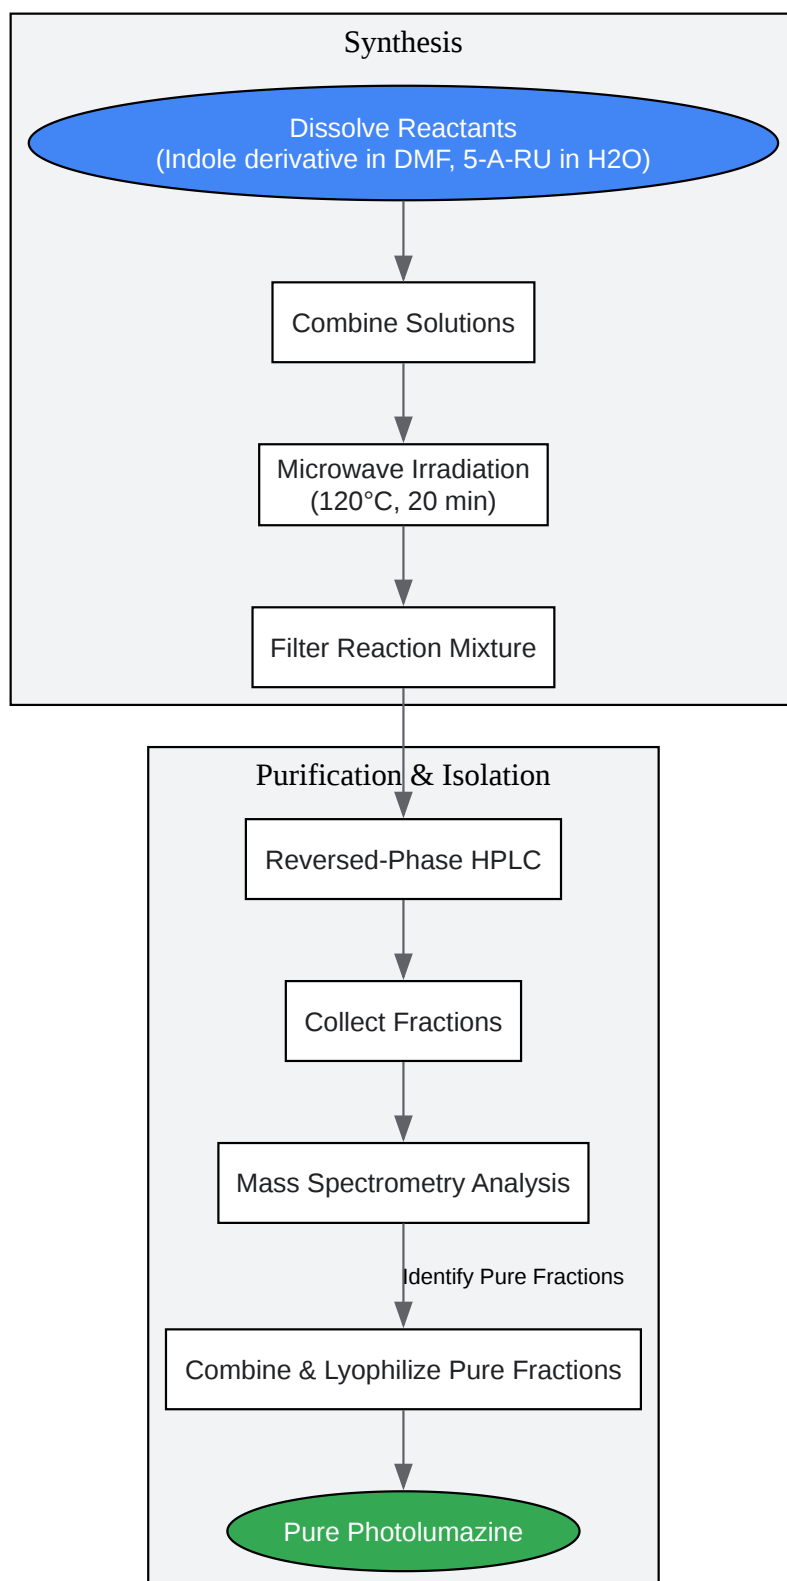 Synthesis
Dissolve Reactants
(Indole derivative in DMF, 5-A-RU in H2O)
Combine Solutions
Microwave Irradiation
(120°C, 20 min)
Filter Reaction Mixture
Purification & Isolation
Reversed-Phase HPLC
Collect Fractions
Mass Spectrometry Analysis
Identify Pure Fractions
Combine & Lyophilize Pure Fractions
Pure Photolumazine